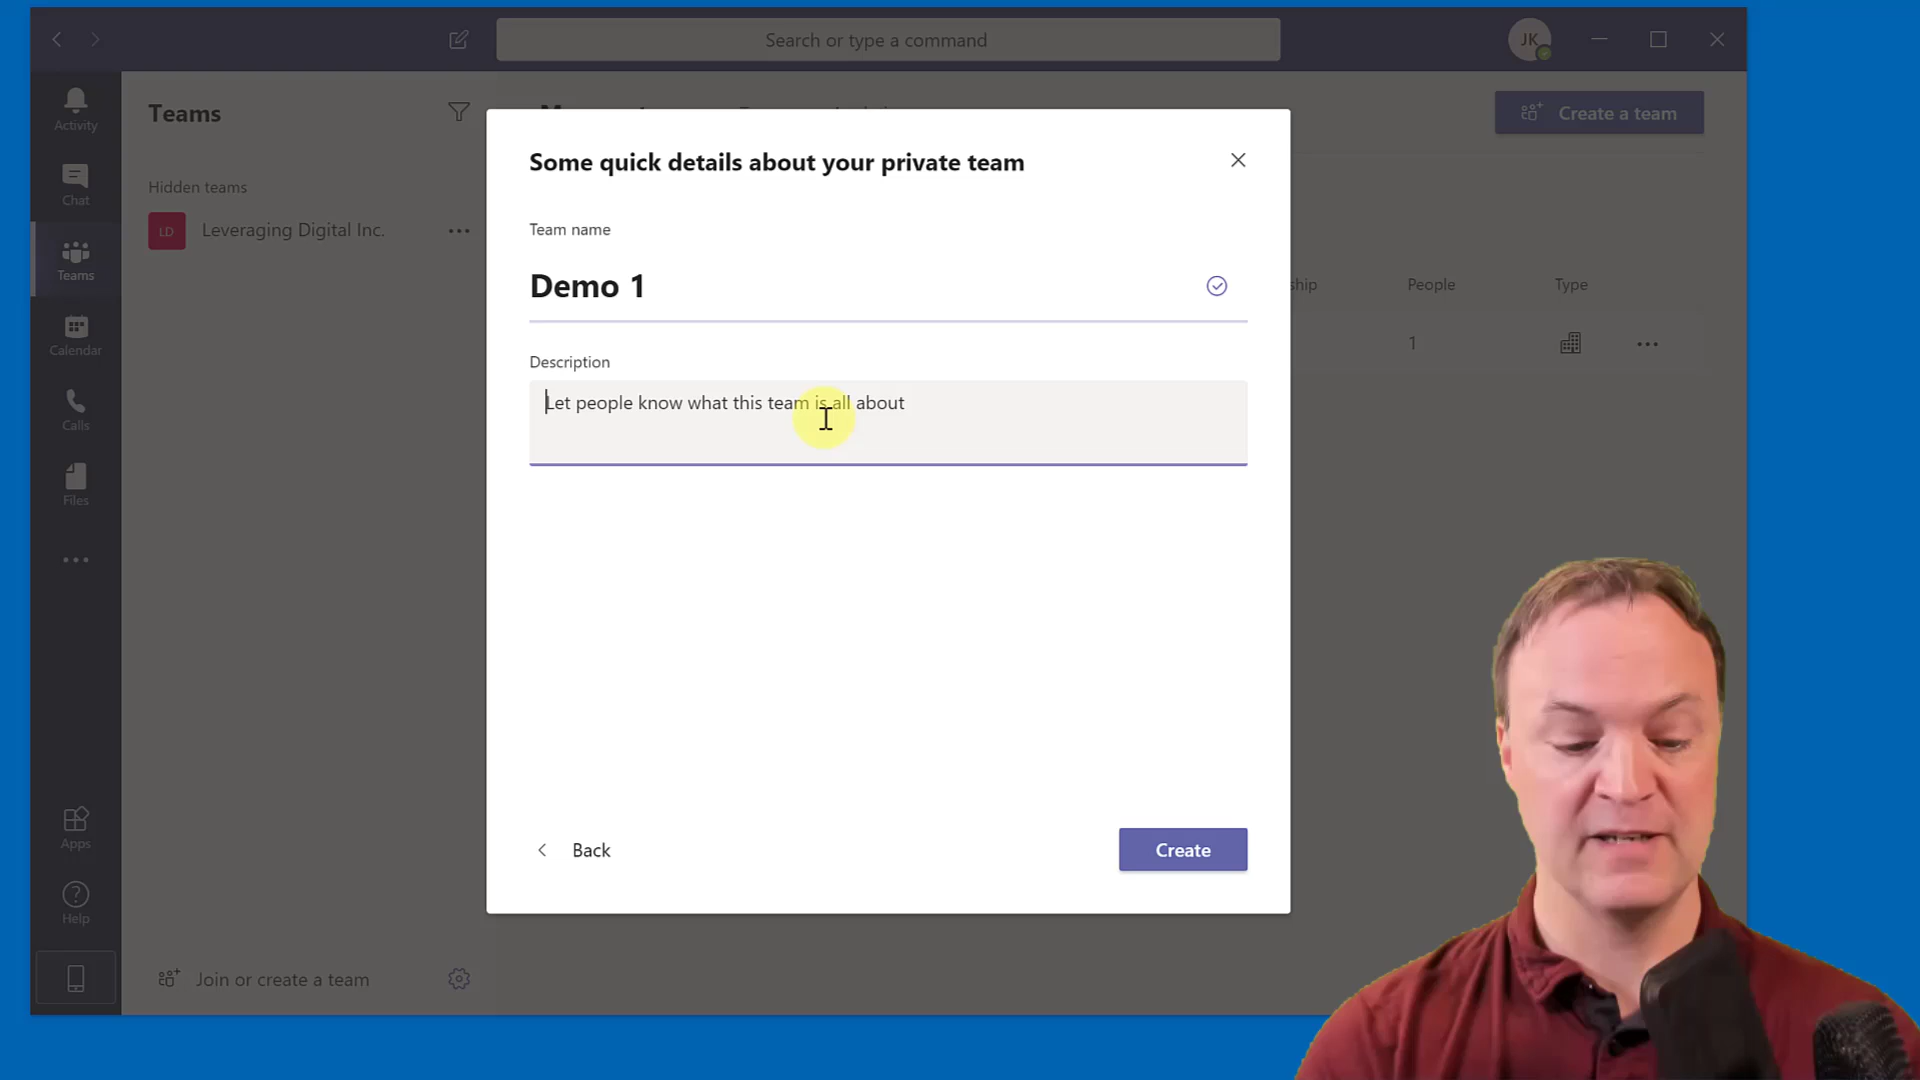 Search or type a command
JK
Activity
Chat
Teams
Calendar
Calls
Files
Apps
Help
Teams
Hidden teams
LD
Leveraging Digital Inc.
Join or create a team
Create a team
People
Type
1
Some quick details about your private team
Team name
Demo 1
Description
Let people know what this team is all about
Back
Create